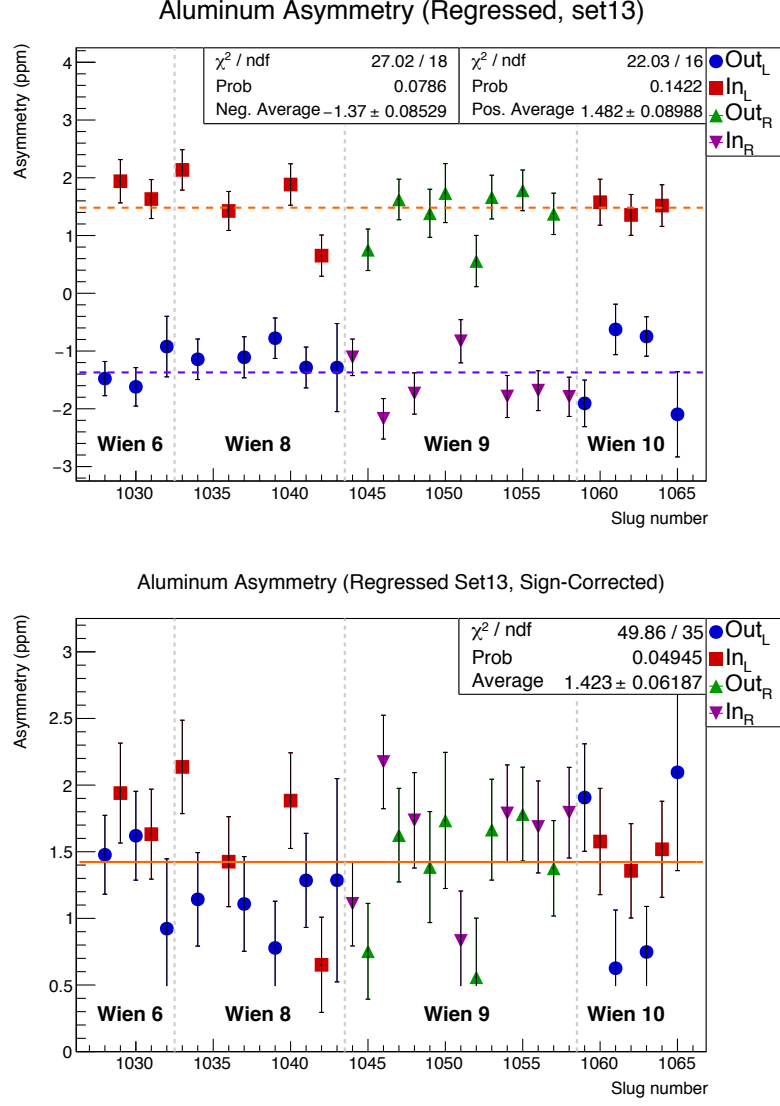 Aluminum Asymmetry (Regressed, set13)
Asymmetry (ppm)
χ² / ndf 27.02 / 18
Prob 0.0786
Neg. Average −1.37 ± 0.08529
χ² / ndf 22.03 / 16
Prob 0.1422
Pos. Average 1.482 ± 0.08988
Out_L
In_L
Out_R
In_R
4
3
2
1
0
−1
−2
−3
Wien 6 Wien 8 Wien 9 Wien 10
1030 1035 1040 1045 1050 1055 1060 1065
Slug number
Aluminum Asymmetry (Regressed Set13, Sign-Corrected)
Asymmetry (ppm)
χ² / ndf 49.86 / 35
Prob 0.04945
Average 1.423 ± 0.06187
Out_L
In_L
Out_R
In_R
3
2.5
2
1.5
1
0.5
0
Wien 6 Wien 8 Wien 9 Wien 10
1030 1035 1040 1045 1050 1055 1060 1065
Slug number